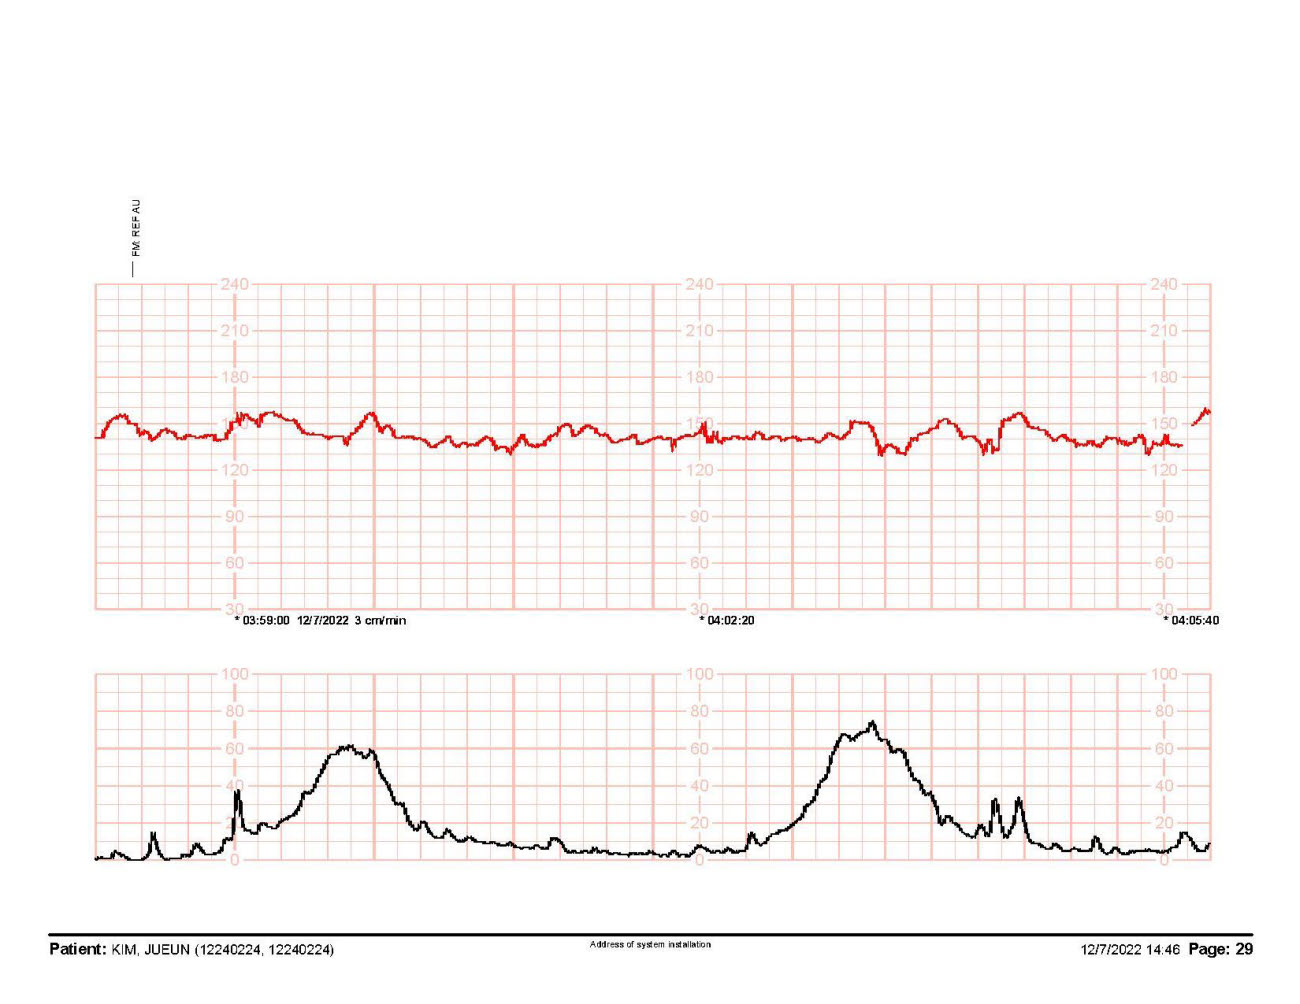 FM: REF AU
240 240 240
210 210 210
180 180 180
150 150 150
120 120 120
90 90 90
60 60 60
30 30 30
* 03:59:00 12/7/2022 3 cm/min * 04:02:20 * 04:05:40
100 100 100
80 80 80
60 60 60
40 40 40
20 20 20
0 0 0
Patient: KIM, JUEUN (12240224, 12240224) Address of system installation 12/7/2022 14:46 Page: 29